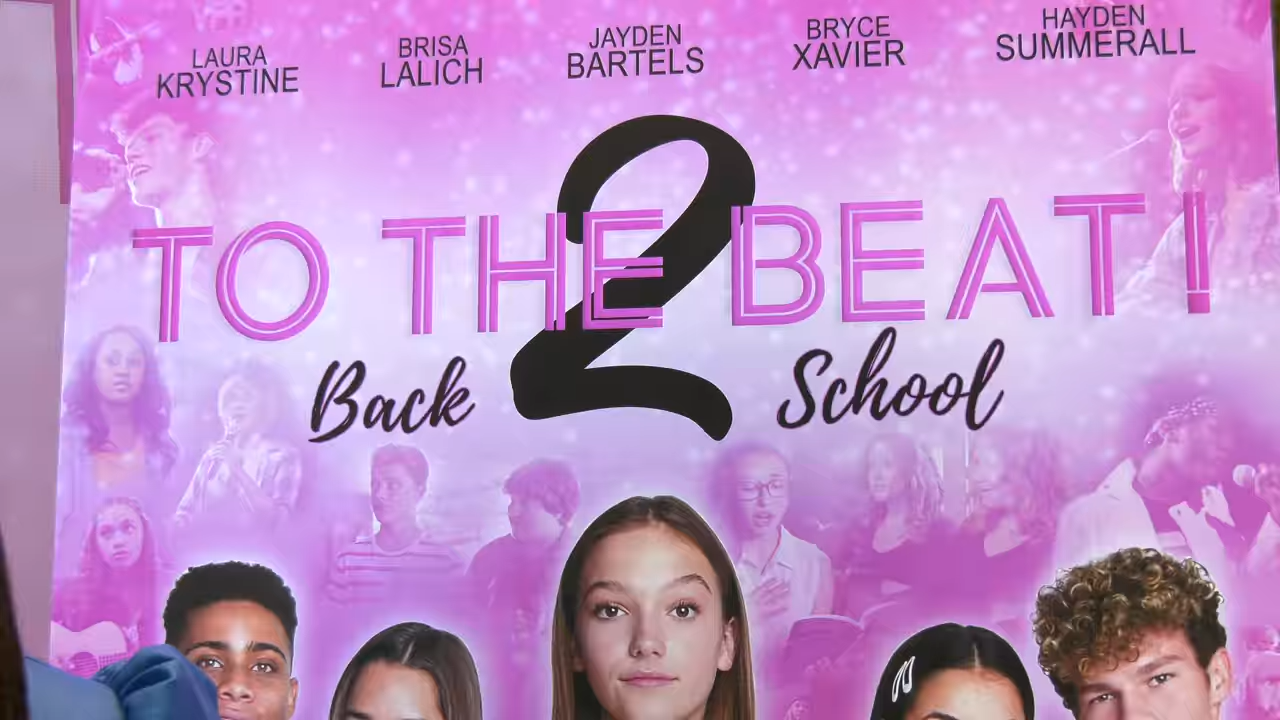 LAURA
KRYSTINE
BRISA
LALICH
JAYDEN
BARTELS
BRYCE
XAVIER
HAYDEN
SUMMERALL
TO THE BEAT!
Back 2 School